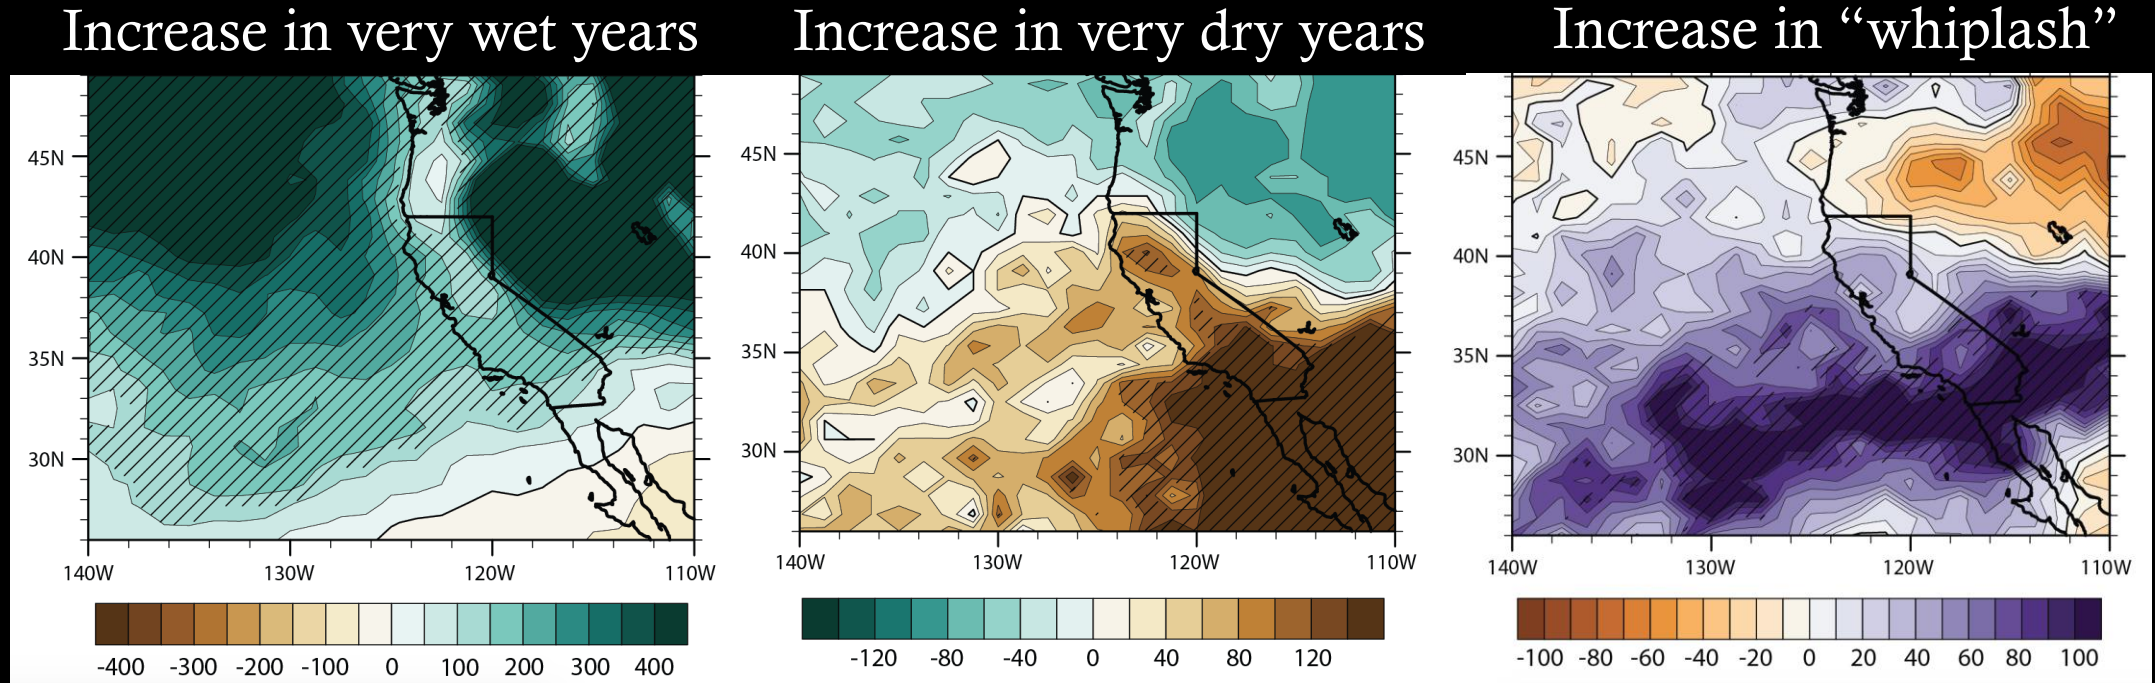 Increase in very wet years
45N
40N
35N
30N
140W 130W 120W 110W
-400 -300 -200 -100 0 100 200 300 400
Increase in very dry years
45N
40N
35N
30N
140W 130W 120W 110W
-120 -80 -40 0 40 80 120
Increase in “whiplash”
45N
40N
35N
30N
140W 130W 120W 110W
-100 -80 -60 -40 -20 0 20 40 60 80 100